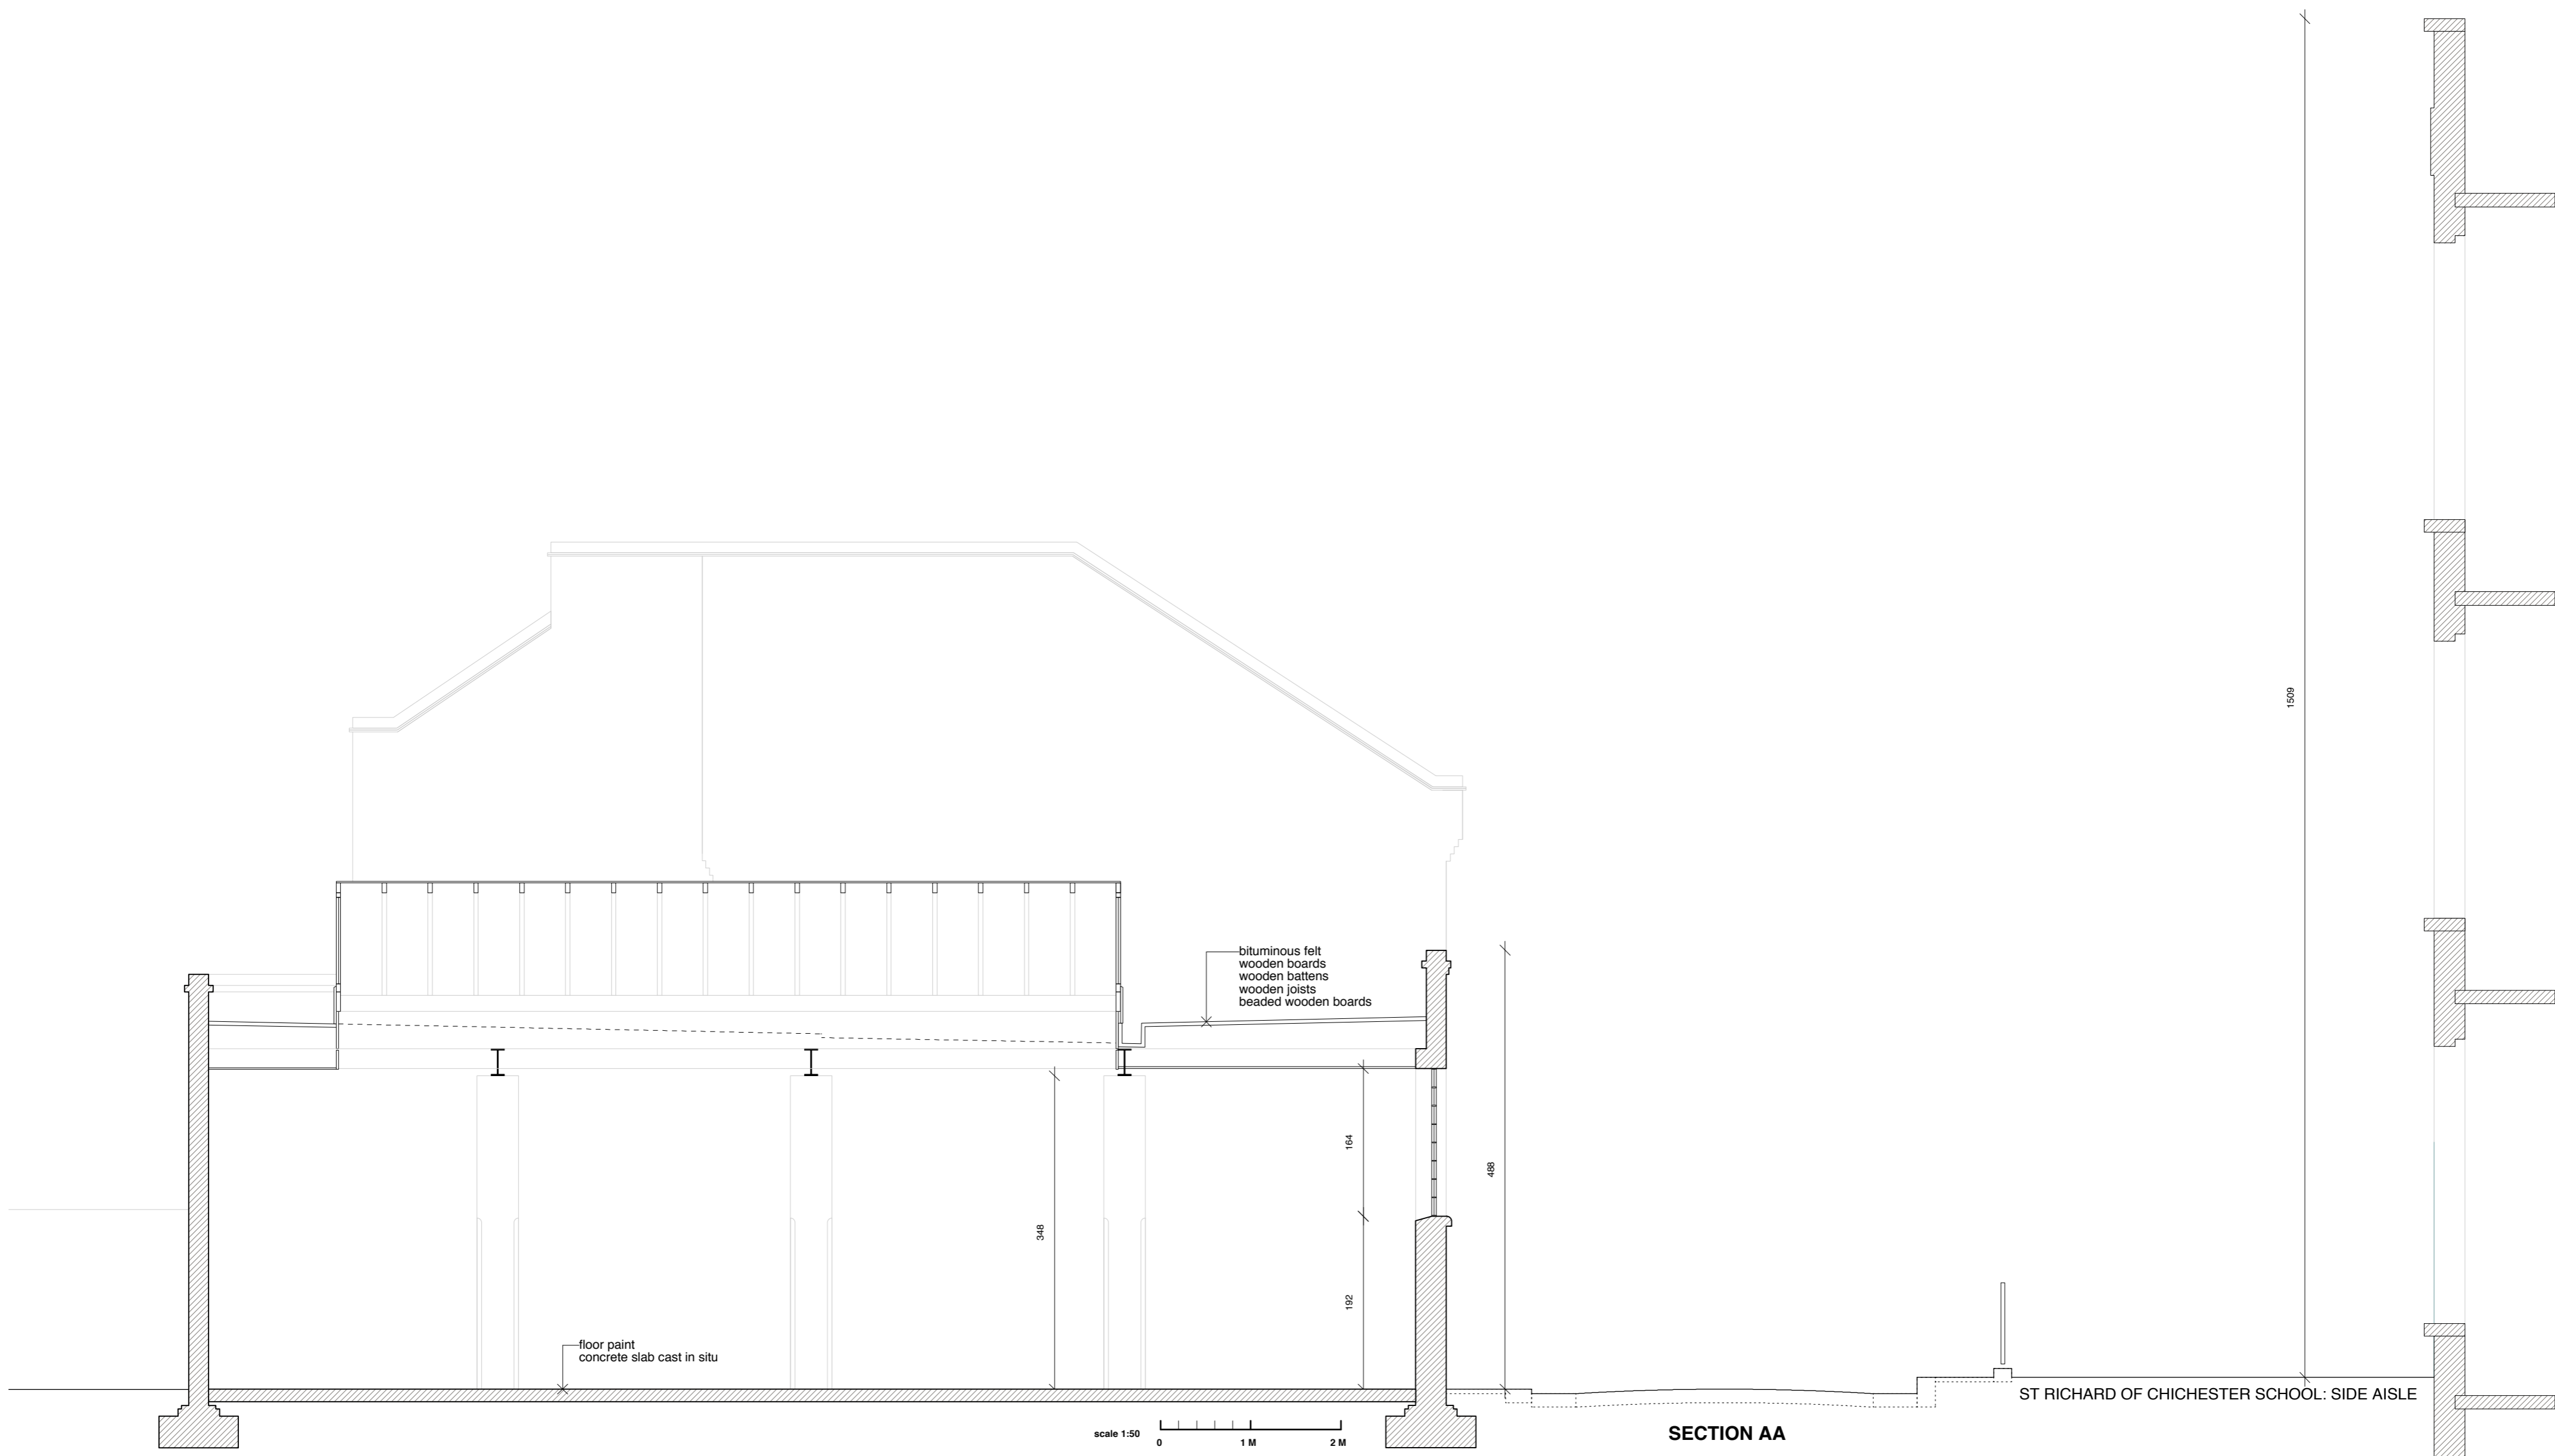 1509
bituminous felt
wooden boards
wooden battens
wooden joists
beaded wooden boards
164
488
348
192
floor paint
concrete slab cast in situ
ST RICHARD OF CHICHESTER SCHOOL: SIDE AISLE
scale 1:50
0 1 M 2 M
SECTION AA